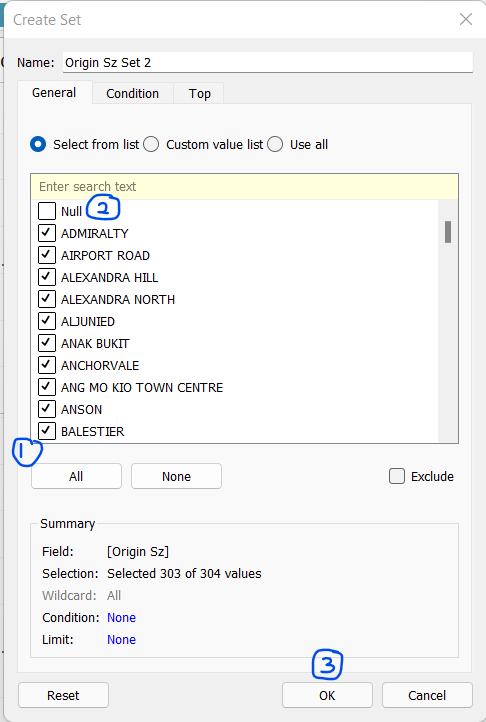 Create Set
Name: Origin Sz Set 2
General Condition Top
Select from list Custom value list Use all
Enter search text
Null 2
ADMIRALTY
AIRPORT ROAD
ALEXANDRA HILL
ALEXANDRA NORTH
ALJUNIED
ANAK BUKIT
ANCHORVALE
ANG MO KIO TOWN CENTRE
ANSON
BALESTIER
1
All None Exclude
Summary
Field: [Origin Sz]
Selection: Selected 303 of 304 values
Wildcard: All
Condition: None
Limit: None
3
Reset OK Cancel